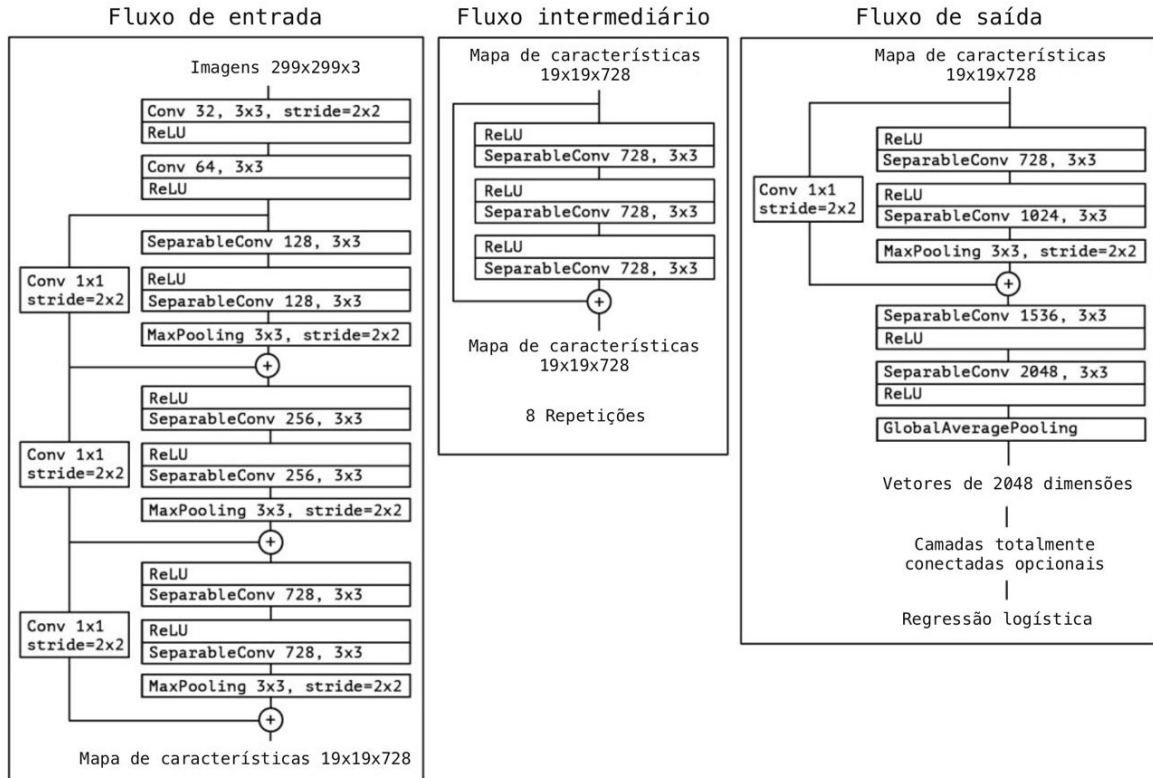 Fluxo de entrada
Imagens 299x299x3
Conv 32, 3x3, stride=2x2
ReLU
Conv 64, 3x3
ReLU
SeparableConv 128, 3x3
Conv 1x1
stride=2x2
ReLU
SeparableConv 128, 3x3
MaxPooling 3x3, stride=2x2
+
ReLU
SeparableConv 256, 3x3
Conv 1x1
stride=2x2
ReLU
SeparableConv 256, 3x3
MaxPooling 3x3, stride=2x2
+
ReLU
SeparableConv 728, 3x3
Conv 1x1
stride=2x2
ReLU
SeparableConv 728, 3x3
MaxPooling 3x3, stride=2x2
+
Mapa de característicás 19x19x728
Fluxo intermediário
Mapa de característicás
19x19x728
ReLU
SeparableConv 728, 3x3
ReLU
SeparableConv 728, 3x3
ReLU
SeparableConv 728, 3x3
+
Mapa de característicás
19x19x728
8 Repetições
Fluxo de saída
Mapa de característicás
19x19x728
ReLU
SeparableConv 728, 3x3
Conv 1x1
stride=2x2
ReLU
SeparableConv 1024, 3x3
MaxPooling 3x3, stride=2x2
+
SeparableConv 1536, 3x3
ReLU
SeparableConv 2048, 3x3
ReLU
GlobalAveragePooling
Vetores de 2048 dimensões
Camadas totalmente
conectadas opcionais
Regressão logística